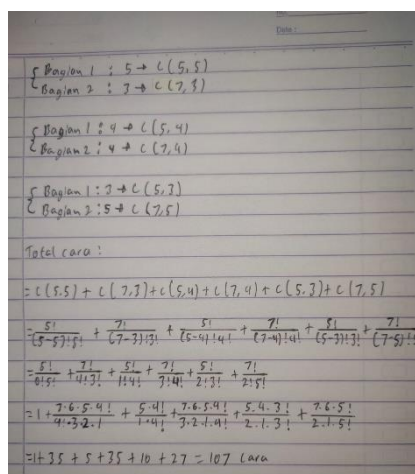 Date :
Bagian 1 : 5 → C(5,5)
Bagian 2 : 3 → C(7,3)
Bagian 1 : 4 → C(5,4)
Bagian 2 : 4 → C(7,4)
Bagian 1 : 3 → C(5,3)
Bagian 2 : 5 → C(7,5)
Total cara :
= C(5.5) + C(7,3) + C(5,4) + C(7,4) + C(5.3) + C(7,5)
= 5!/(5-5)!5! + 7!/(7-3)!3! + 5!/(5-4)!4! + 7!/(7-4)!4! + 5!/(5-3)!3! + 7!/(7-5)!
= 5!/0!5! + 7!/4!3! + 5!/1!4! + 7!/3!4! + 5!/2!3! + 7!/2!5!
= 1 + 7.6.5.4!/4!.3.2.1 + 5.4!/1.4! + 7.6.5.4!/3.2.1.4! + 5.4.3!/2.1.3! + 7.6.5!/2.1.5!
= 1 + 35 + 5 + 35 + 10 + 27 = 107 cara